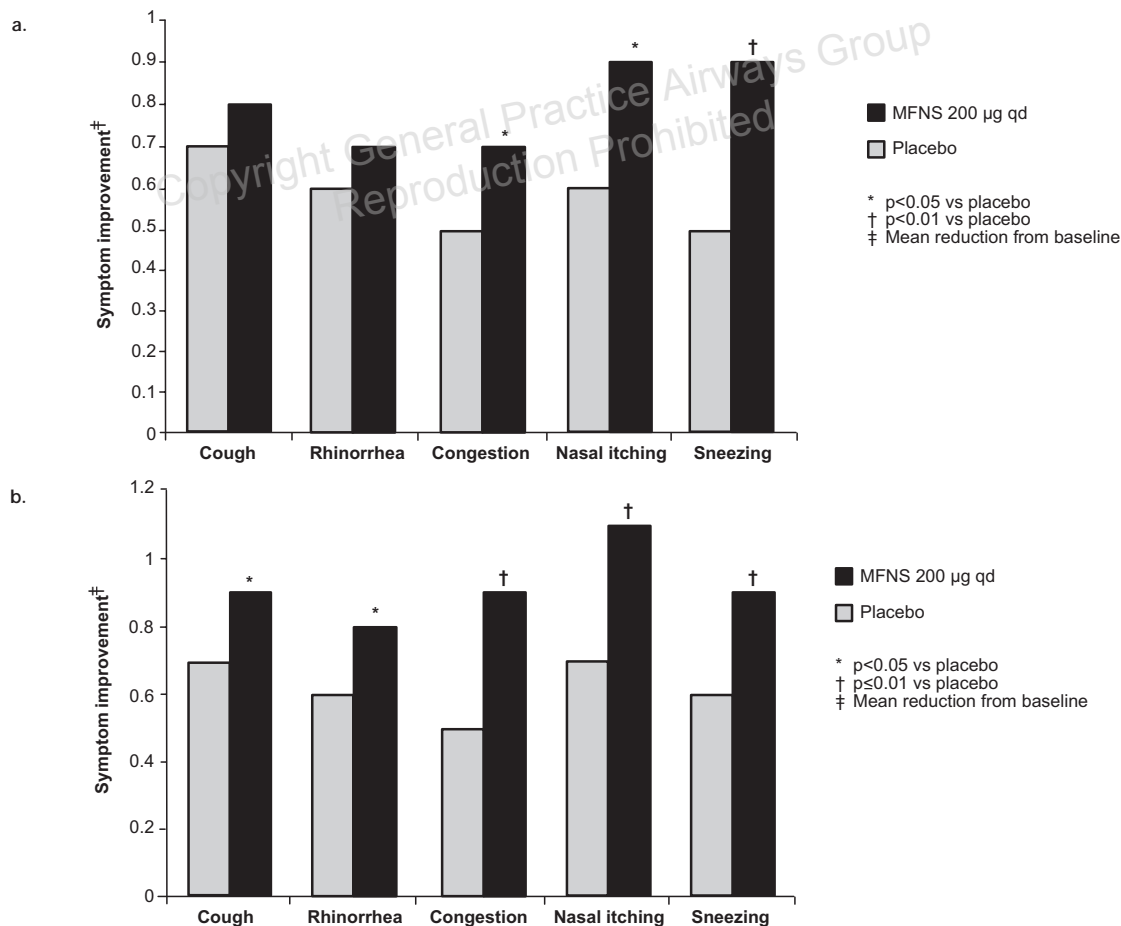 a.
Symptom improvement‡
1
0.9
0.8
0.7
0.6
0.5
0.4
0.3
0.2
0.1
0
*
*
†
Cough Rhinorrhea Congestion Nasal itching Sneezing
MFNS 200 µg qd
Placebo
* p<0.05 vs placebo
† p<0.01 vs placebo
‡ Mean reduction from baseline
Copyright General Practice Airways Group
Reproduction Prohibited
b.
Symptom improvement‡
1.2
1
0.8
0.6
0.4
0.2
0
*
*
†
†
†
Cough Rhinorrhea Congestion Nasal itching Sneezing
MFNS 200 µg qd
Placebo
* p<0.05 vs placebo
† p≤0.01 vs placebo
‡ Mean reduction from baseline